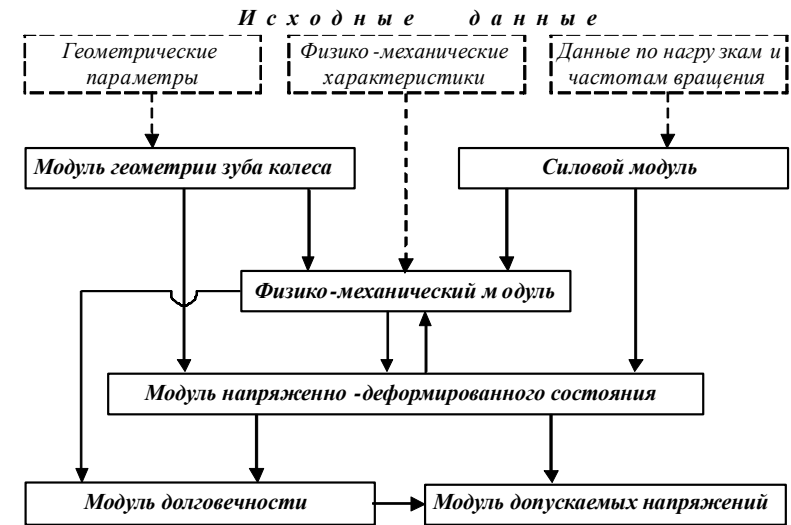 Исходные данные
Геометрические
параметры
Физико-механические
характеристики
Данные по нагрузкам и
частотам вращения
Модуль геометрии зуба колеса
Силовой модуль
Физико-механический модуль
Модуль напряженно-деформированного состояния
Модуль долговечности
Модуль допускаемых напряжений